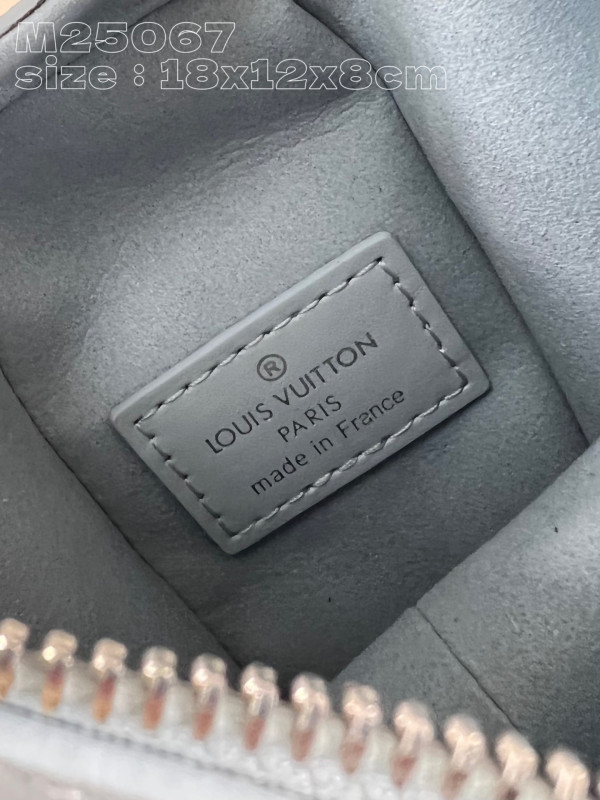 M25067
size : 18x12x8cm
®
LOUIS VUITTON
PARIS
made in France